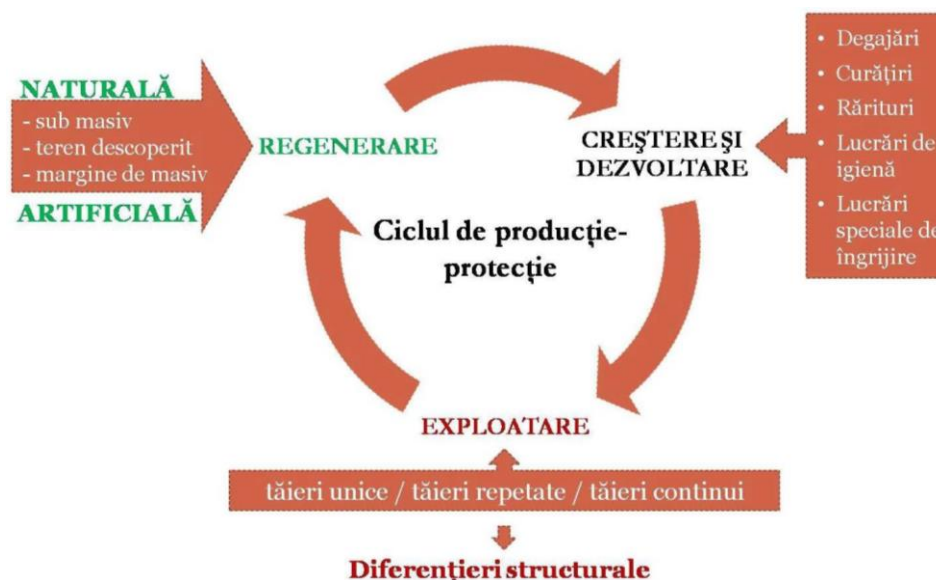 NATURALĂ
- sub masiv
- teren descoperit
- margine de masiv
ARTIFICIALĂ
REGENERARE
CREŞTERE ŞI
DEZVOLTARE
• Degajări
• Curățiri
• Rărituri
• Lucrări de
igienă
• Lucrări
speciale de
îngrijire
Ciclul de producție-
protecție
EXPLOATARE
tăieri unice / tăieri repetate / tăieri continui
Diferențieri structurale